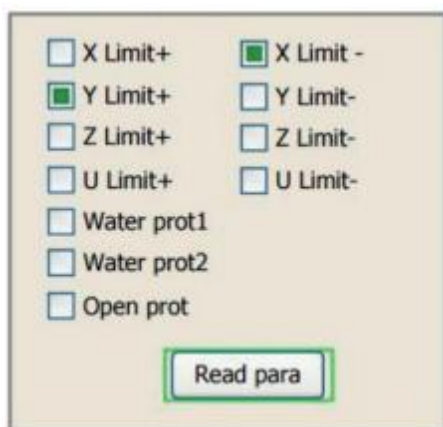 X Limit+ X Limit -
Y Limit+ Y Limit-
Z Limit+ Z Limit-
U Limit+ U Limit-
Water prot1
Water prot2
Open prot
Read para